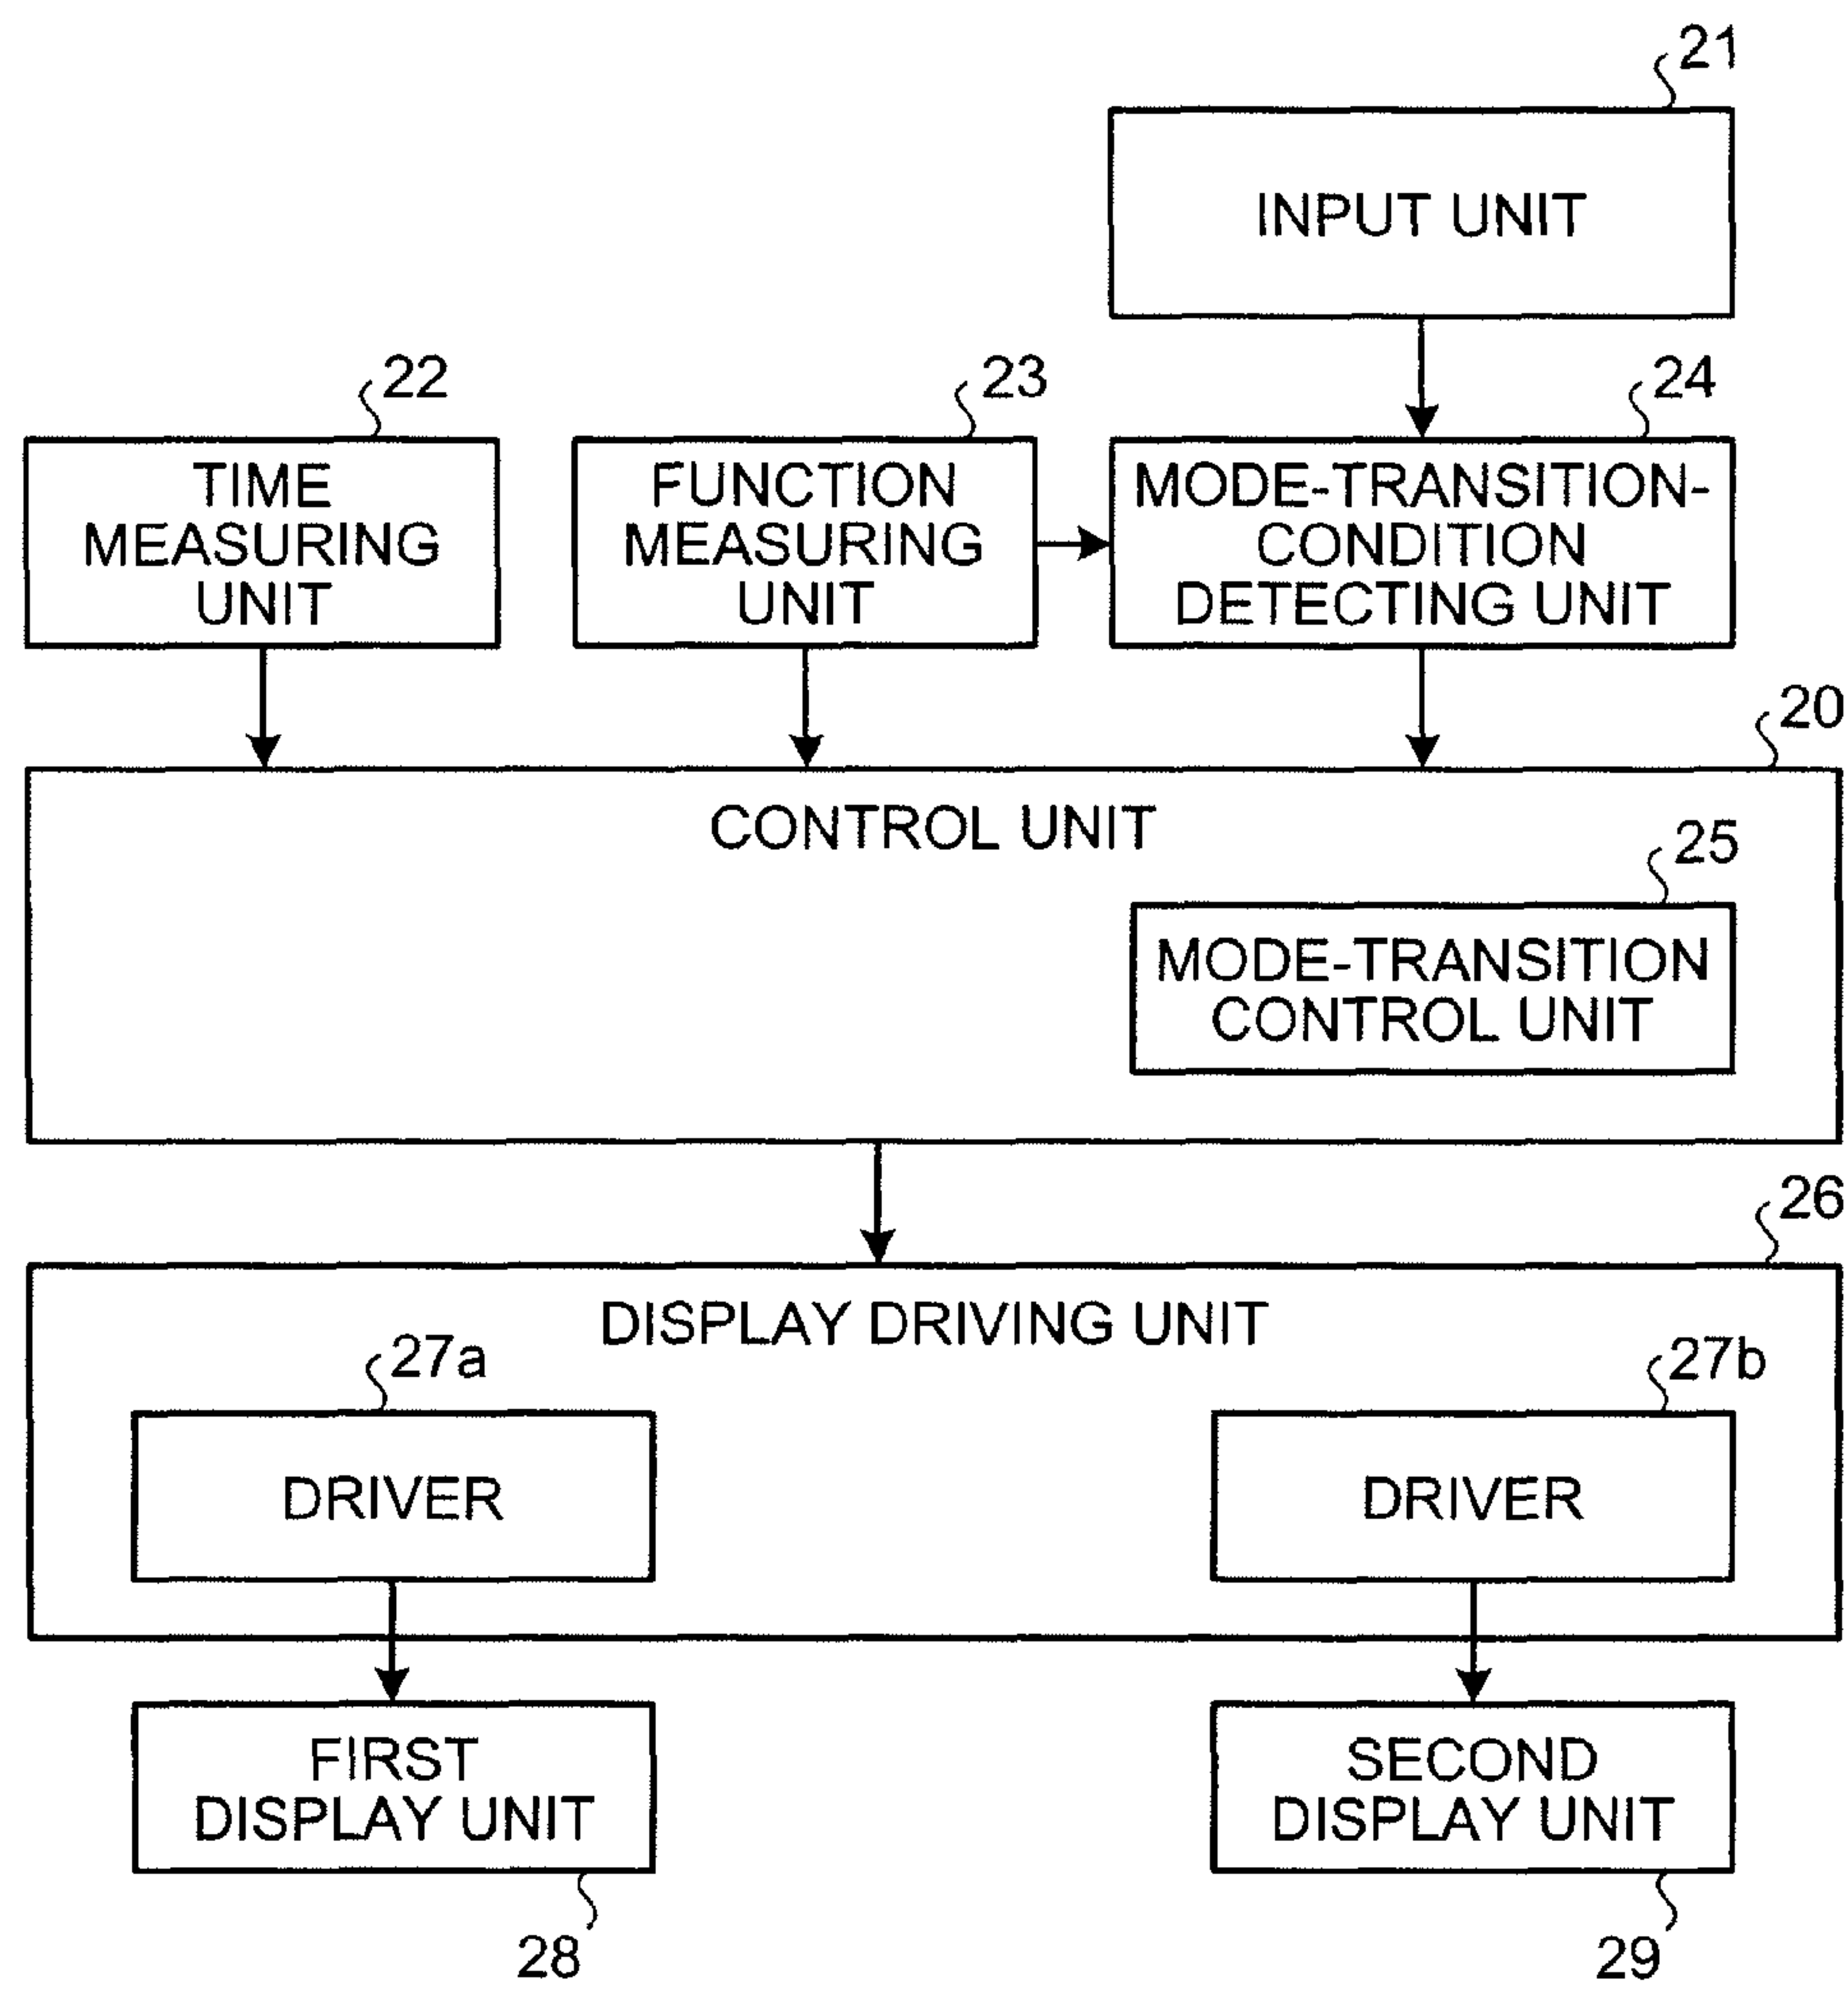 21
INPUT UNIT
22
23
24
TIME
MEASURING
UNIT
FUNCTION
MEASURING
UNIT
MODE-TRANSITION-
CONDITION
DETECTING UNIT
20
CONTROL UNIT
25
MODE-TRANSITION
CONTROL UNIT
26
DISPLAY DRIVING UNIT
27a
27b
DRIVER
DRIVER
FIRST
DISPLAY UNIT
SECOND
DISPLAY UNIT
28
29